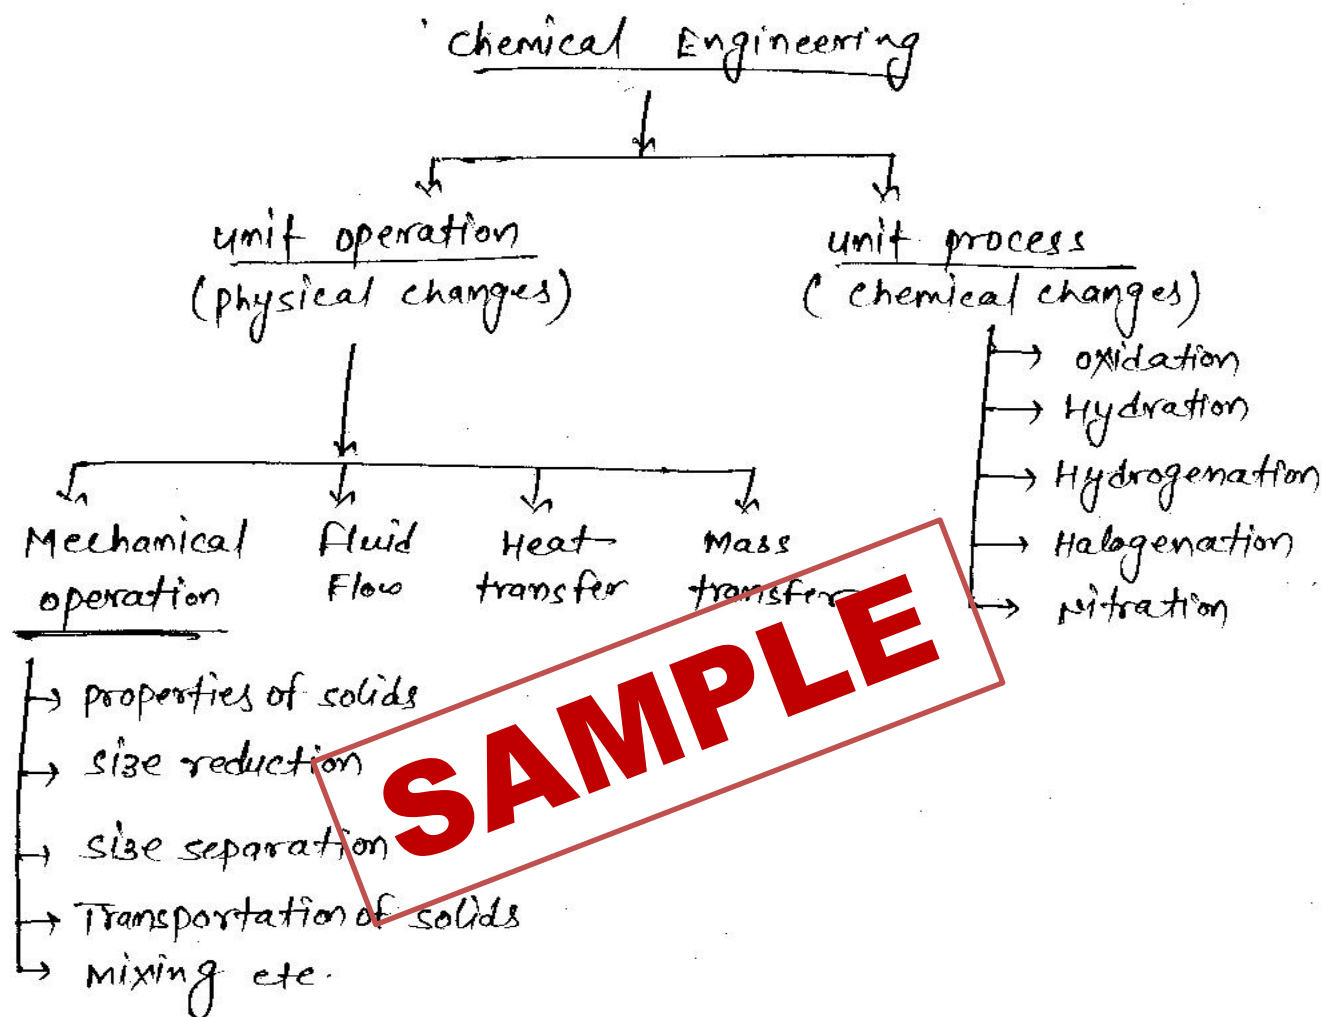 Chemical Engineering
unit operation
(physical changes)
unit process
(chemical changes)
oxidation
Hydration
Hydrogenation
Halogenation
Nitration
Mechanical
operation
Fluid
Flow
Heat
transfer
Mass
transfer
properties of solids
size reduction
size separation
Transportation of solids
mixing etc.
SAMPLE